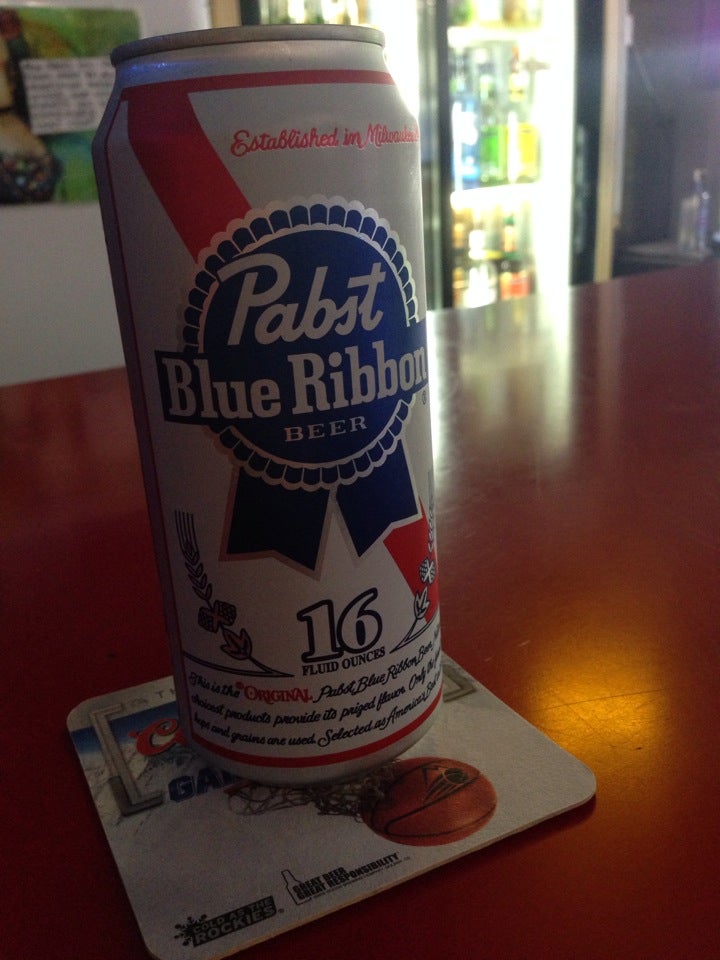 Established in Milwaukee
Pabst
Blue Ribbon
BEER
16
FLUID OUNCES
This is the ORIGINAL Pabst Blue Ribbon Beer.
choicest products provide its prized flavor. Only the
hops and grains are used. Selected as America's Best
GREAT BEER
GREAT RESPONSIBILITY
COLD AS THE
ROCKIES